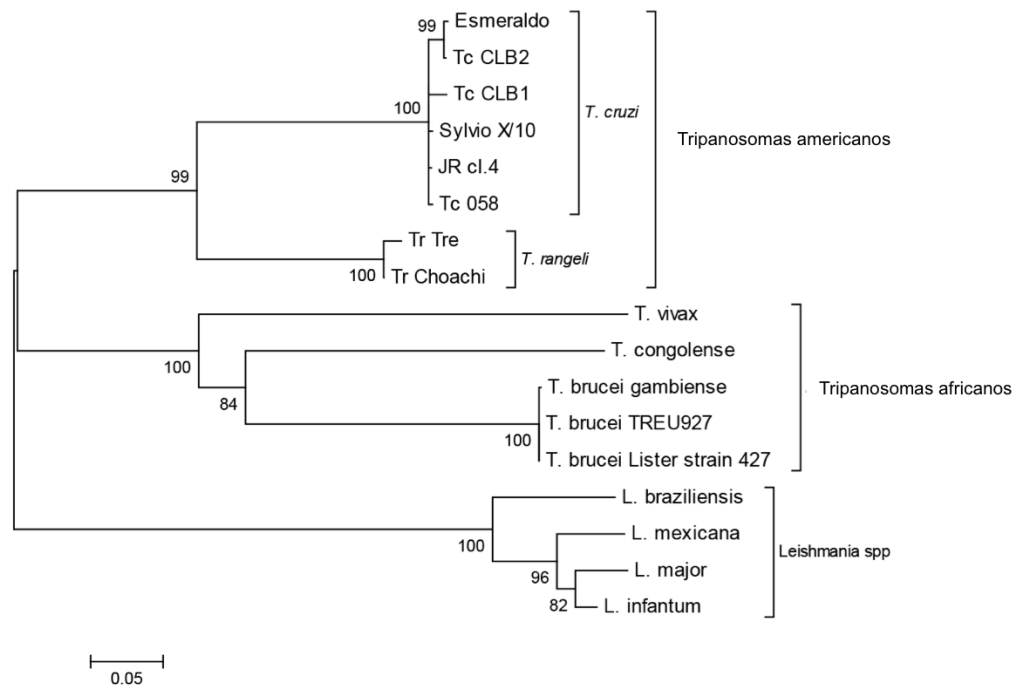 99
Esmeraldo
Tc CLB2
Tc CLB1
100
T. cruzi
Sylvio X/10
Tripanosomas americanos
JR cl.4
99
Tc 058
Tr Tre
T. rangeli
100
Tr Choachi
T. vivax
100
T. congolense
84
T. brucei gambiense
Tripanosomas africanos
T. brucei TREU927
100
T. brucei Lister strain 427
L. braziliensis
100
L. mexicana
Leishmania spp
96
L. major
82
L. infantum
0.05